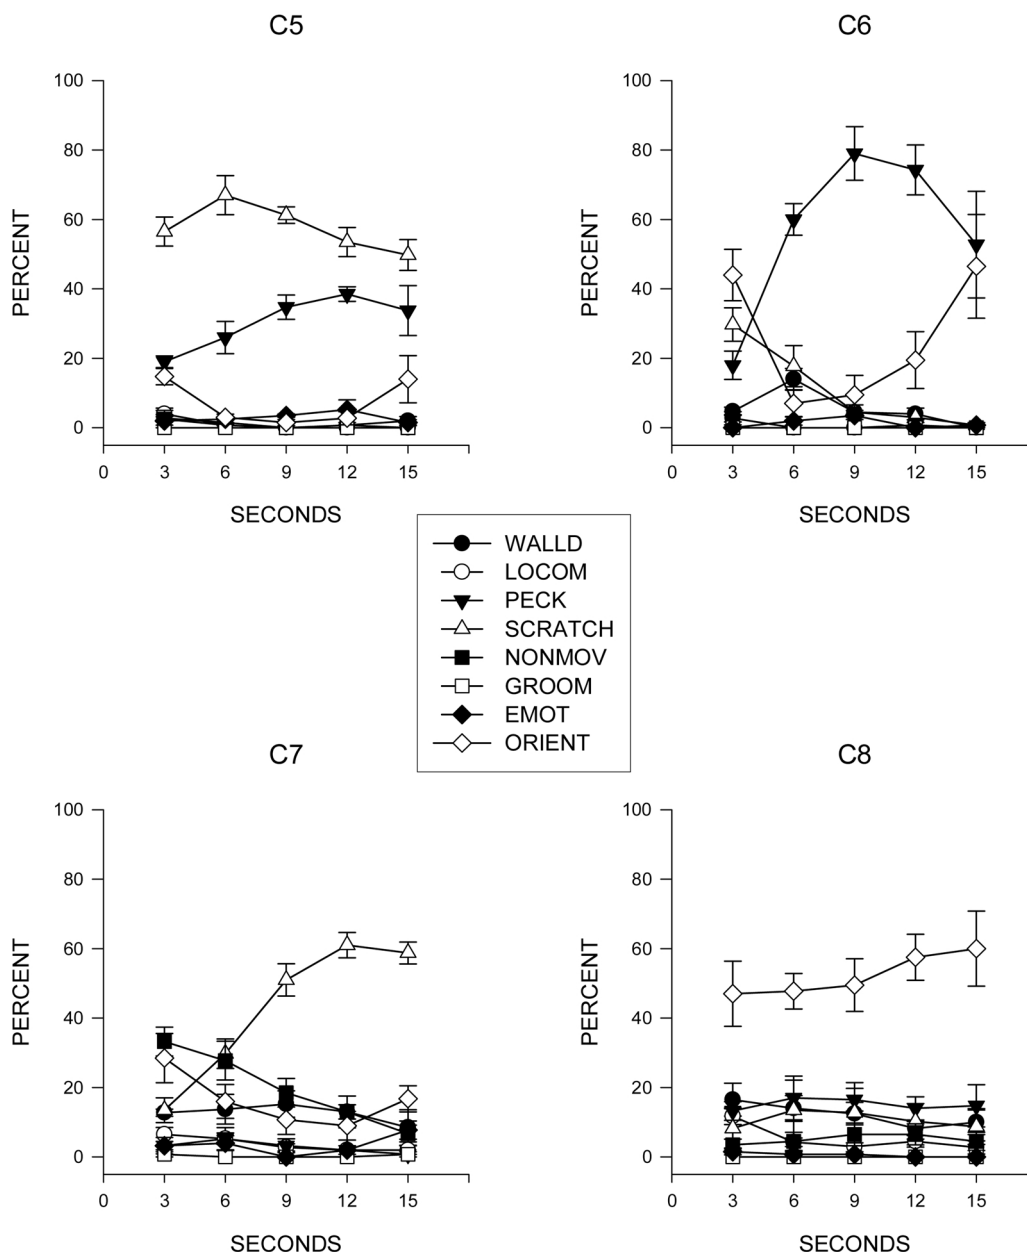 C5
C6
100
80
60
40
20
0
PERCENT
0 3 6 9 12 15
SECONDS
100
80
60
40
20
0
PERCENT
0 3 6 9 12 15
SECONDS
WALLD
LOCOM
PECK
SCRATCH
NONMOV
GROOM
EMOT
ORIENT
C7
C8
100
80
60
40
20
0
PERCENT
0 3 6 9 12 15
SECONDS
100
80
60
40
20
0
PERCENT
0 3 6 9 12 15
SECONDS